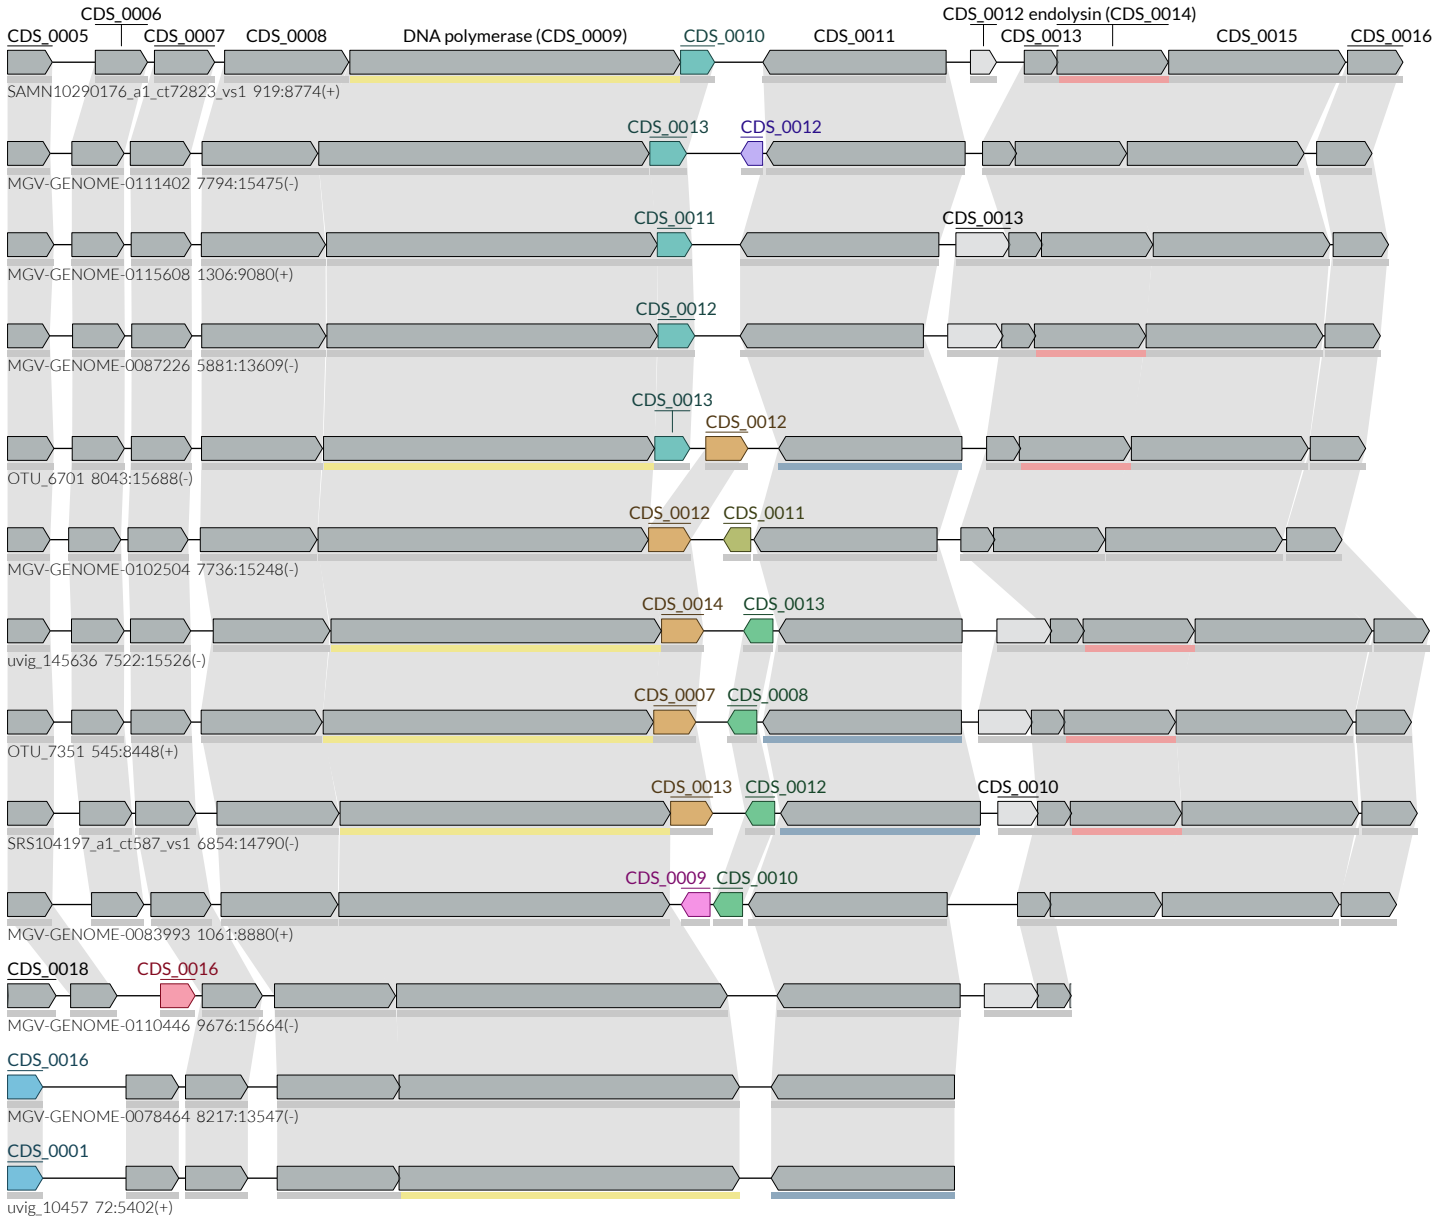 CDS_0006 CDS_0012 endolysin (CDS_0014)
CDS_0005 CDS_0007 CDS_0008 DNA polymerase (CDS_0009) CDS_0010 CDS_0011 CDS_0013 CDS_0015 CDS_0016
SAMN10290176_a1_ct72823_vs1 919:8774(+)
CDS_0013 CDS_0012
MGV-GENOME-0111402 7794:15475(-)
CDS_0011 CDS_0013
MGV-GENOME-0115608 1306:9080(+)
CDS_0012
MGV-GENOME-0087226 5881:13609(-)
CDS_0013
CDS_0012
OTU_6701 8043:15688(-)
CDS_0012 CDS_0011
MGV-GENOME-0102504 7736:15248(-)
CDS_0014 CDS_0013
uvig_145636 7522:15526(-)
CDS_0007 CDS_0008
OTU_7351 545:8448(+)
CDS_0013 CDS_0012 CDS_0010
SRS104197_a1_ct587_vs1 6854:14790(-)
CDS_0009 CDS_0010
MGV-GENOME-0083993 1061:8880(+)
CDS_0018 CDS_0016
MGV-GENOME-0110446 9676:15664(-)
CDS_0016
MGV-GENOME-0078464 8217:13547(-)
CDS_0001
uvig_10457 72:5402(+)